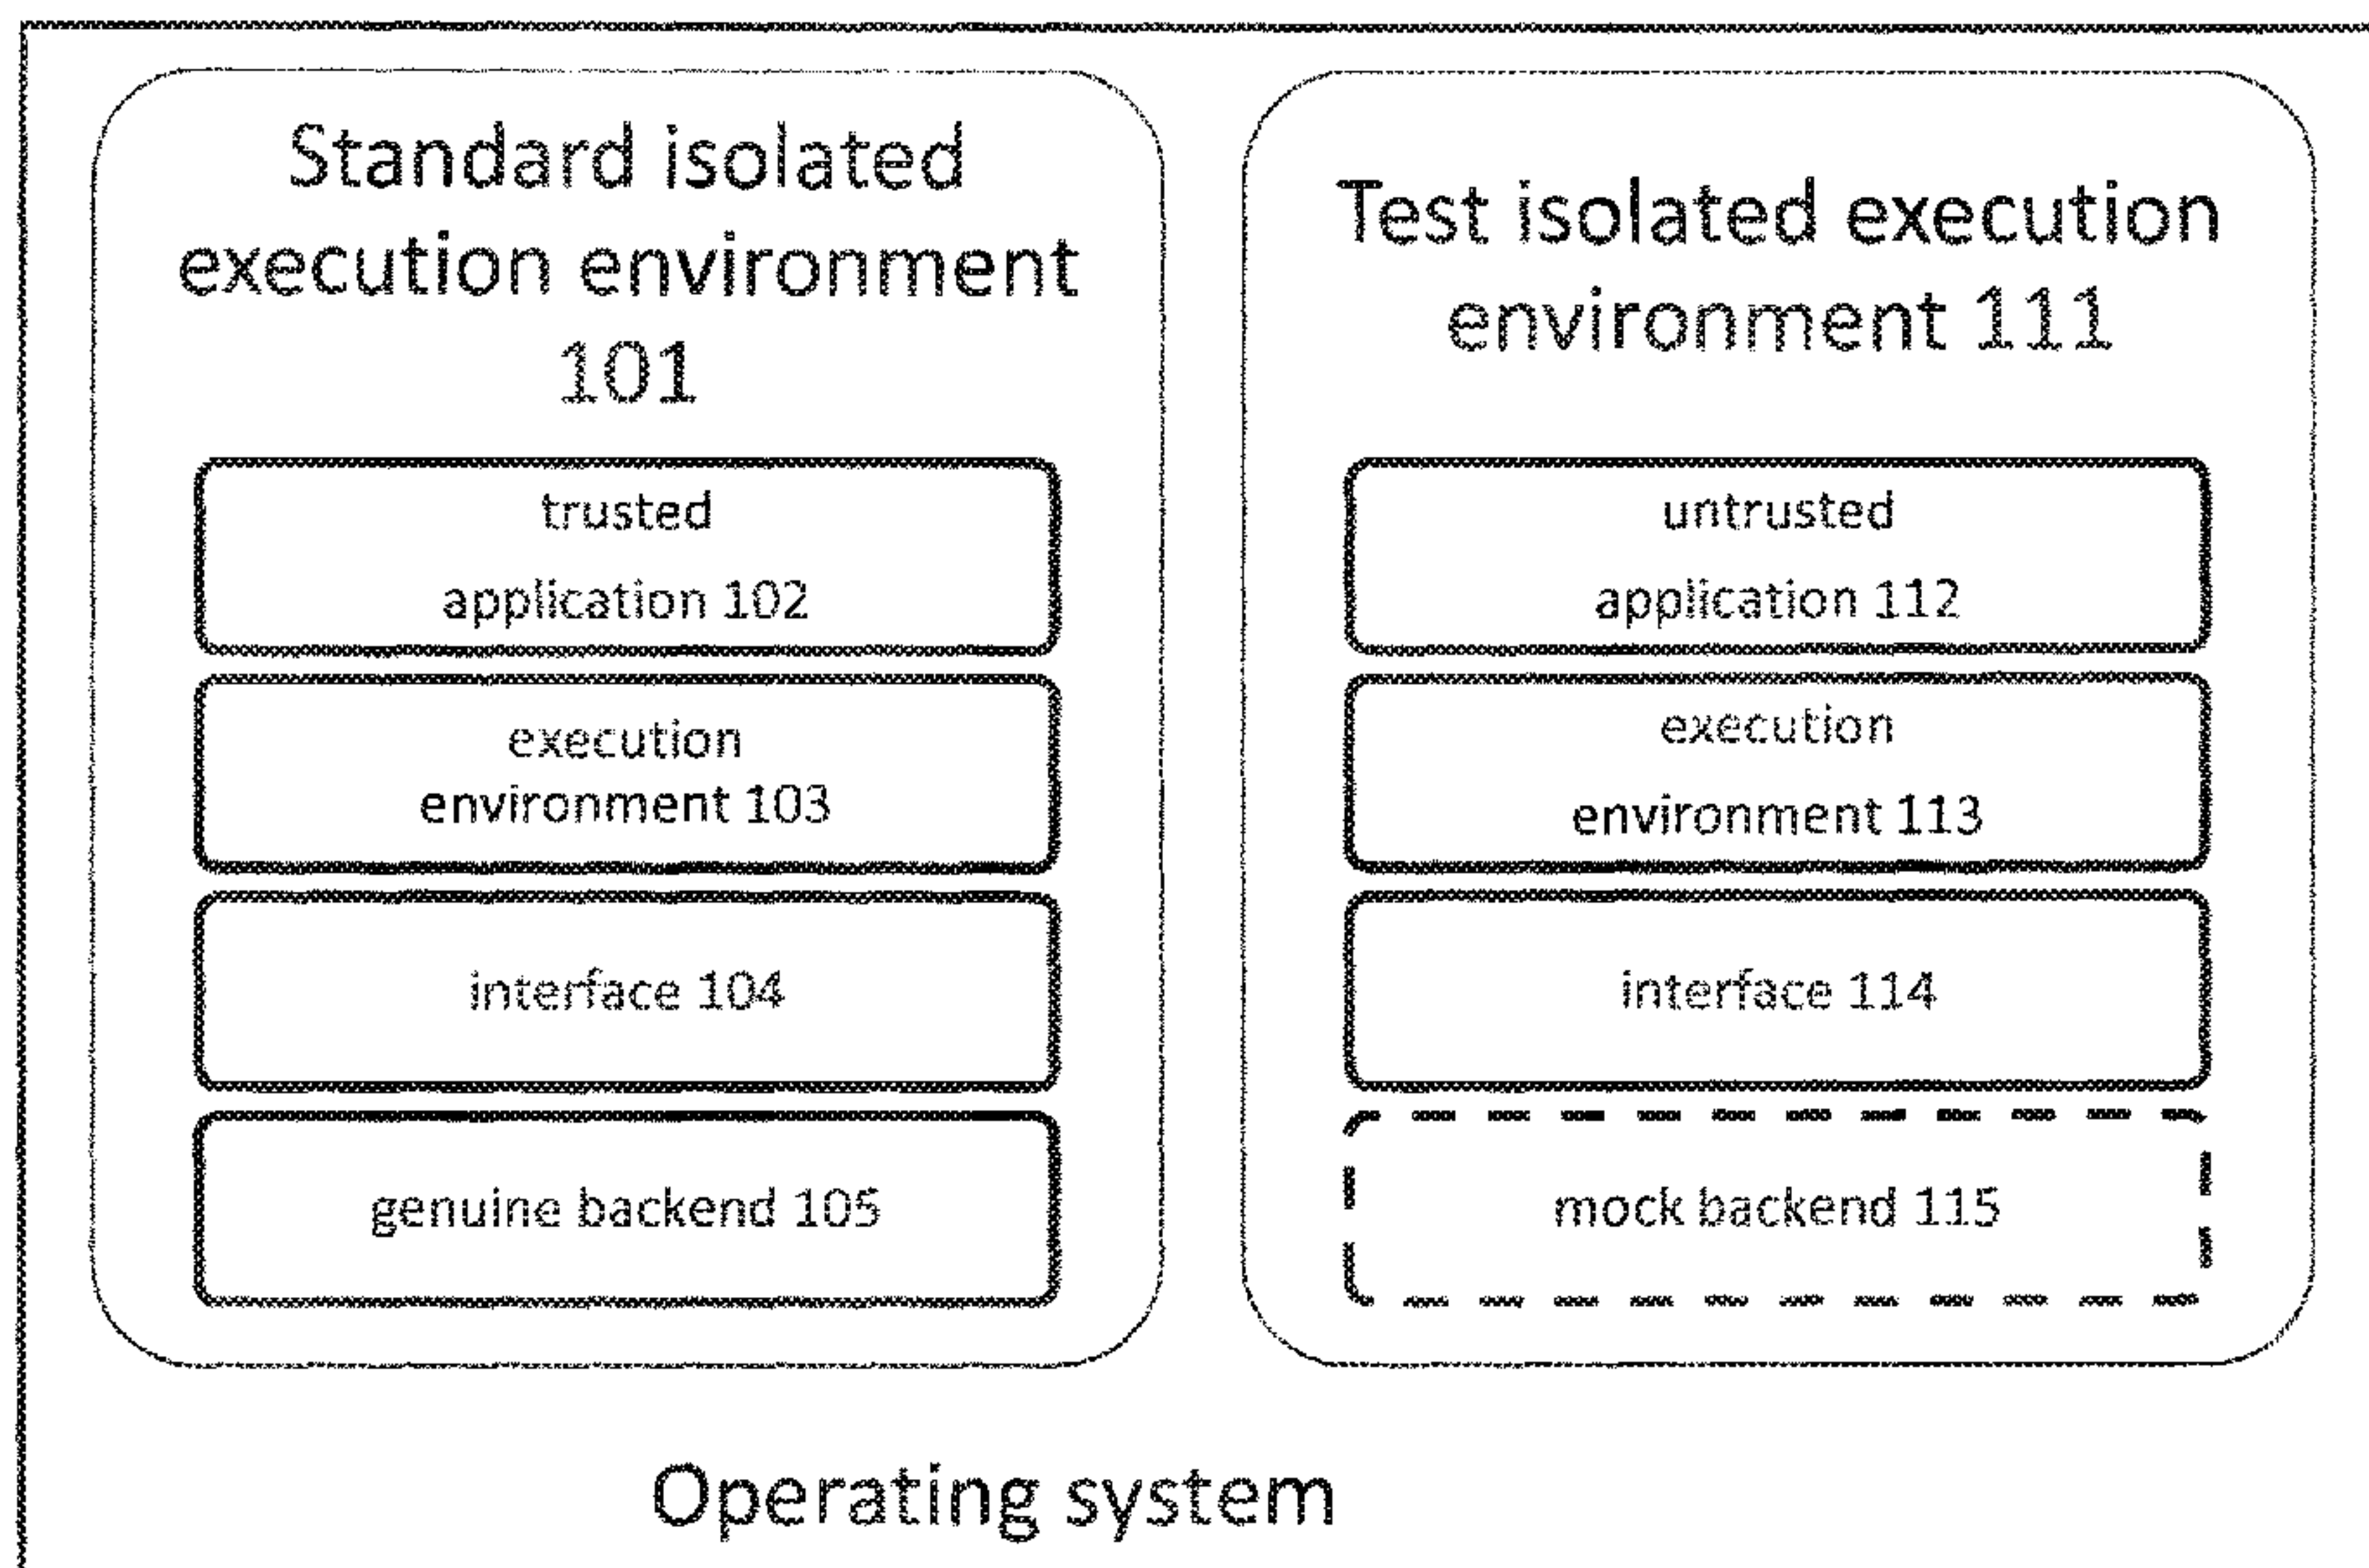 Standard isolated
execution environment
101
trusted
application 102
execution
environment 103
interface 104
genuine backend 105
Test isolated execution
environment 111
untrusted
application 112
execution
environment 113
interface 114
mock backend 115
Operating system